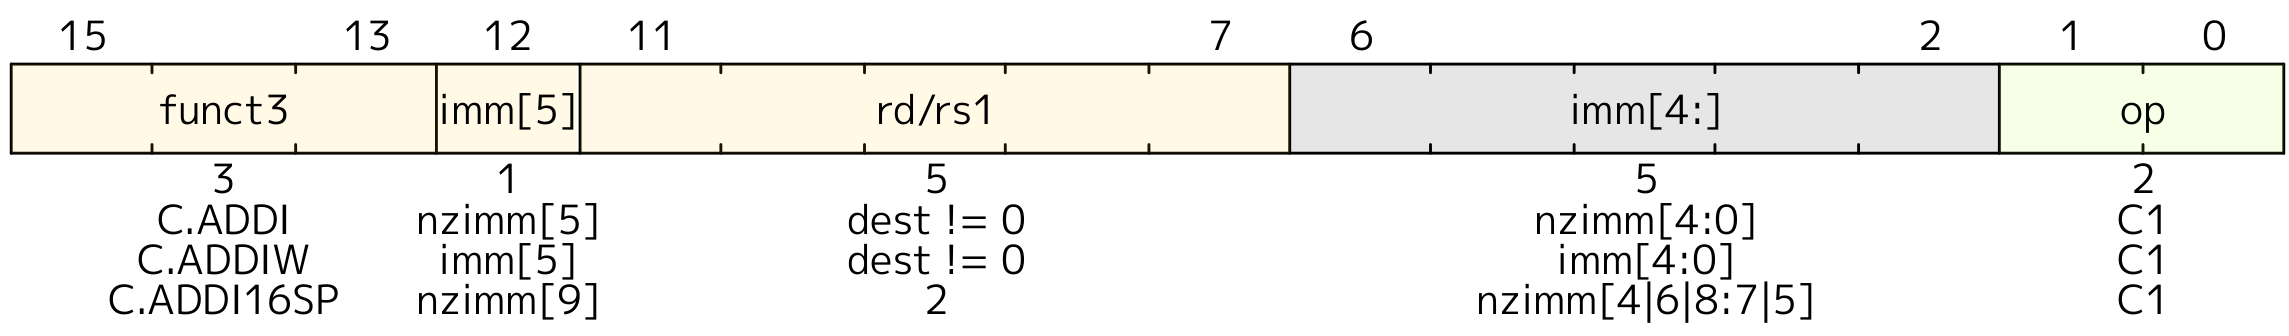 15 13 12 11 7 6 2 1 0
funct3 imm[5] rd/rs1 imm[4:] op
3 1 5 5 2
C.ADDI nzimm[5] dest != 0 nzimm[4:0] C1
C.ADDIW imm[5] dest != 0 imm[4:0] C1
C.ADDI16SP nzimm[9] 2 nzimm[4|6|8:7|5] C1